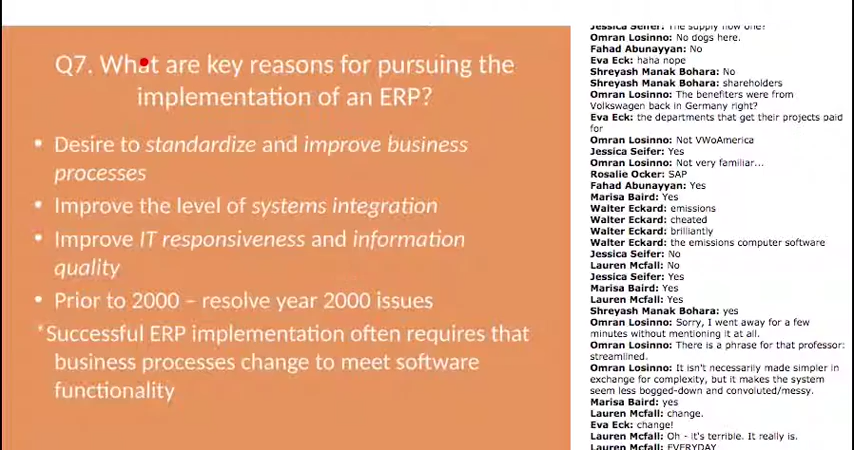 Q7. What are key reasons for pursuing the
implementation of an ERP?
• Desire to standardize and improve business
processes
• Improve the level of systems integration
• Improve IT responsiveness and information
quality
• Prior to 2000 – resolve year 2000 issues
*Successful ERP implementation often requires that
business processes change to meet software
functionality
Jessica Seifer: The supply flow one?
Omran Losinno: No dogs here.
Fahad Abunayyan: No
Eva Eck: haha nope
Shreyash Manak Bohara: No
Shreyash Manak Bohara: shareholders
Omran Losinno: The benefiters were from
Volkswagen back in Germany right?
Eva Eck: the departments that get their projects paid
for
Omran Losinno: Not VWoAmerica
Jessica Seifer: Yes
Omran Losinno: Not very familiar...
Rosalie Ocker: SAP
Fahad Abunayyan: Yes
Marisa Baird: Yes
Walter Eckard: emissions
Walter Eckard: cheated
Walter Eckard: brilliantly
Walter Eckard: the emissions computer software
Jessica Seifer: No
Lauren Mcfall: No
Jessica Seifer: Yes
Marisa Baird: Yes
Lauren Mcfall: Yes
Shreyash Manak Bohara: yes
Omran Losinno: Sorry, I went away for a few
minutes without mentioning it at all.
Omran Losinno: There is a phrase for that professor:
streamlined.
Omran Losinno: It isn't necessarily made simpler in
exchange for complexity, but it makes the system
seem less bogged-down and convoluted/messy.
Marisa Baird: yes
Lauren Mcfall: change.
Eva Eck: change!
Lauren Mcfall: Oh - it's terrible. It really is.
Lauren Mcfall: EVERYDAY